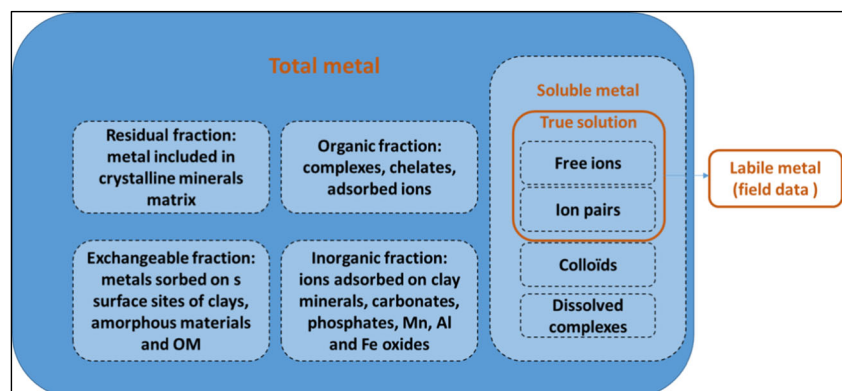 Total metal
Residual fraction:
metal included in
crystalline minerals
matrix
Organic fraction:
complexes, chelates,
adsorbed ions
Exchangeable fraction:
metals sorbed on s
surface sites of clays,
amorphous materials
and OM
Inorganic fraction:
ions adsorbed on clay
minerals, carbonates,
phosphates, Mn, Al
and Fe oxides
Soluble metal
True solution
Free ions
Ion pairs
Colloïds
Dissolved
complexes
Labile metal
(field data )